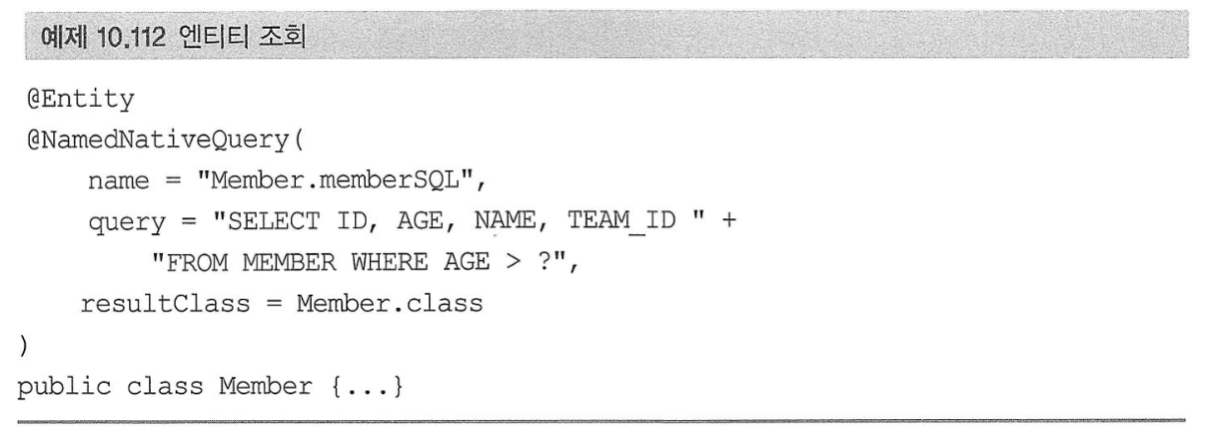 예제 10.112 엔티티 조회
@Entity
@NamedNativeQuery(
name = "Member.memberSQL",
query = "SELECT ID, AGE, NAME, TEAM_ID " +
"FROM MEMBER WHERE AGE > ?",
resultClass = Member.class
)
public class Member {...}